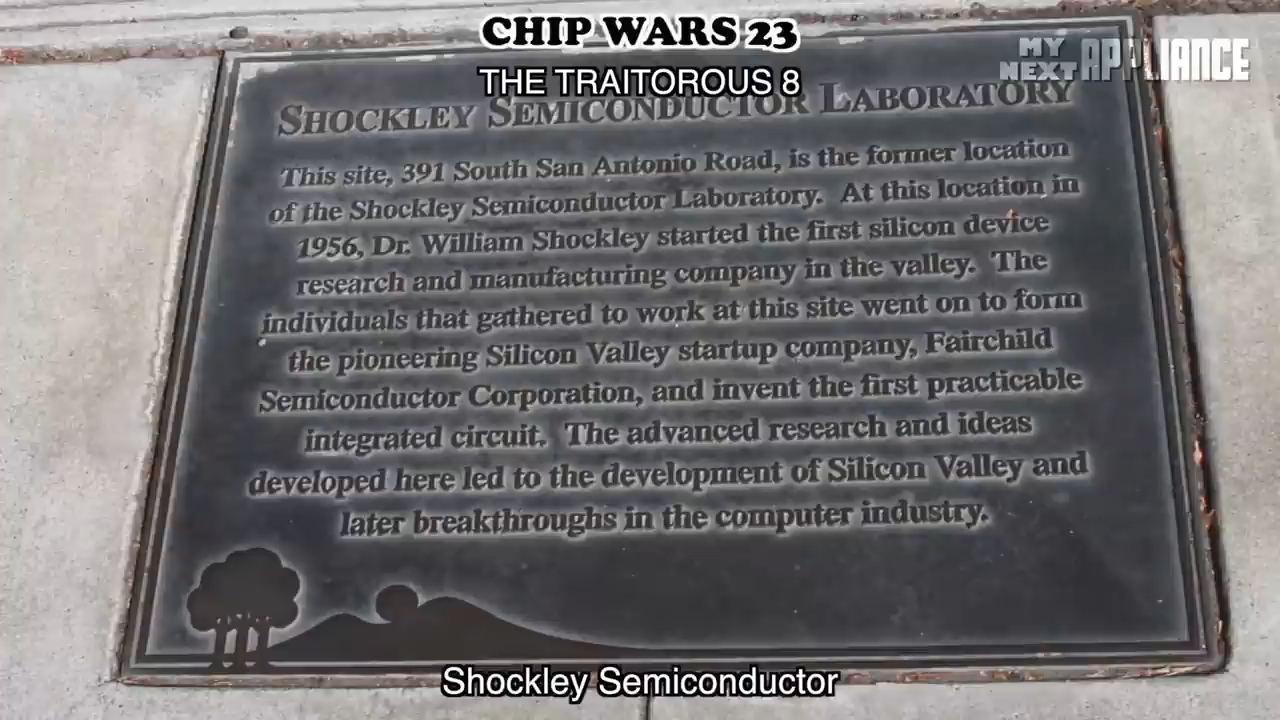 CHIP WARS 23
MY NEXT APPLIANCE
THE TRAITOROUS 8
SHOCKLEY SEMICONDUCTOR LABORATORY
This site, 391 South San Antonio Road, is the former location
of the Shockley Semiconductor Laboratory. At this location in
1956, Dr. William Shockley started the first silicon device
research and manufacturing company in the valley. The
individuals that gathered to work at this site went on to form
the pioneering Silicon Valley startup company, Fairchild
Semiconductor Corporation, and invent the first practicable
integrated circuit. The advanced research and ideas
developed here led to the development of Silicon Valley and
later breakthroughs in the computer industry.
Shockley Semiconductor